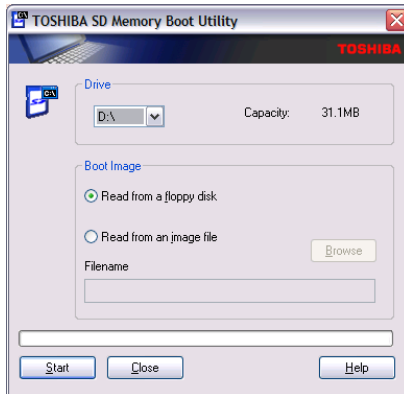 TOSHIBA SD Memory Boot Utility
TOSHIBA
C:\
Drive
D:\ Capacity: 31.1MB
Boot Image
Read from a floppy disk
Read from an image file
Browse
Filename
Start Close Help